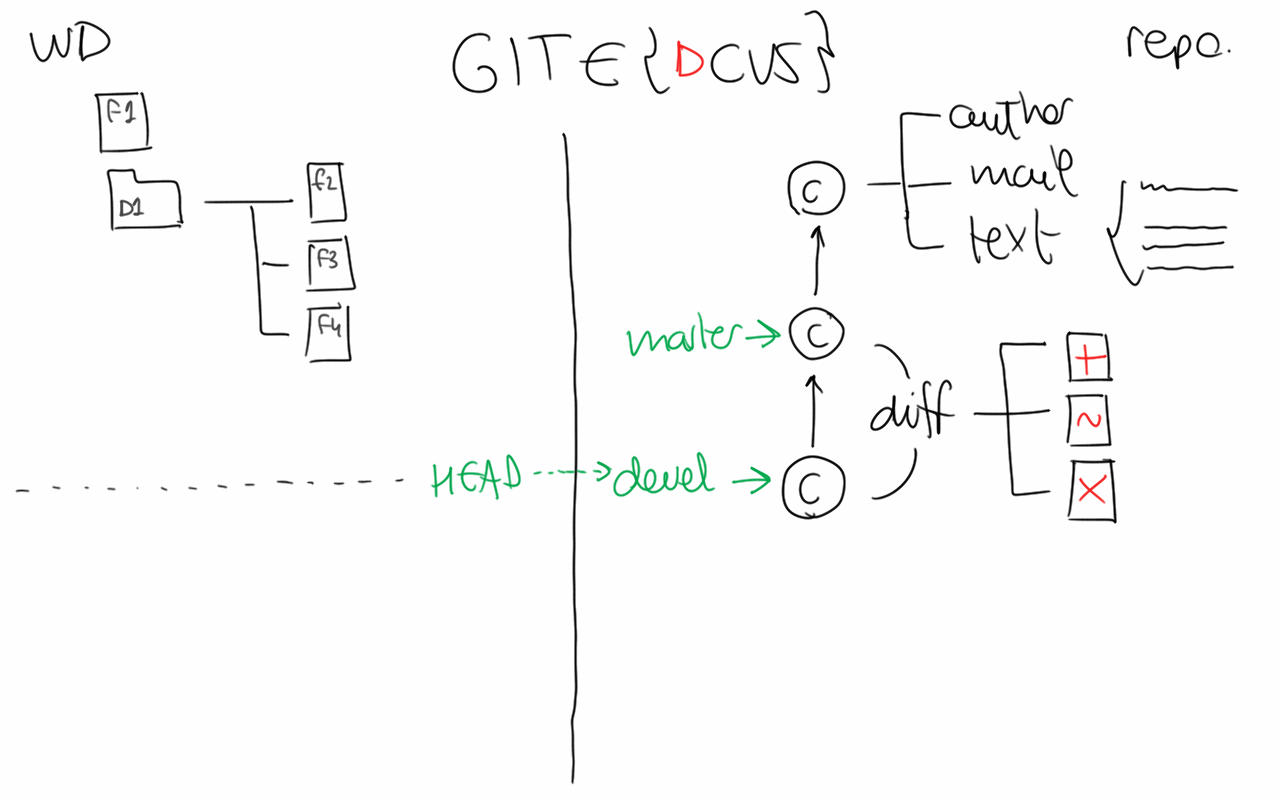 WD
GIT ∈ {DCVS}
repo.
F1
D1
f2
F3
F4
C
author
mail
text
master
C
diff
+
~
×
HEAD
devel
C